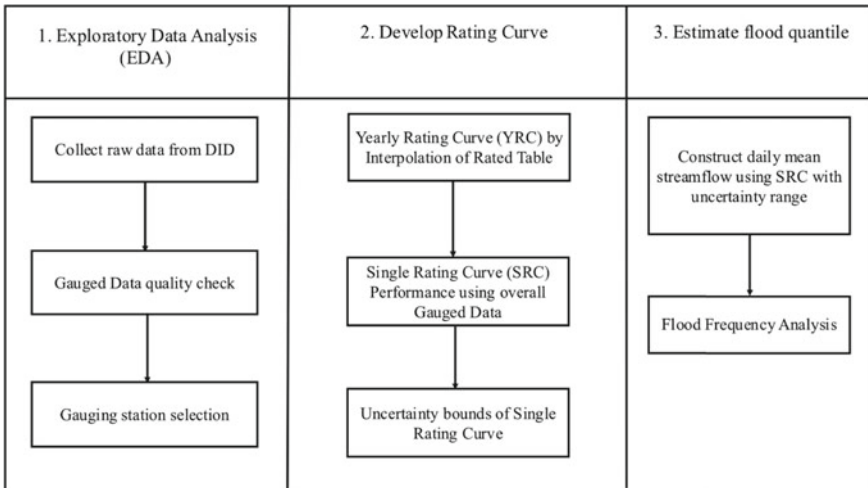 1. Exploratory Data Analysis
(EDA)
Collect raw data from DID
Gauged Data quality check
Gauging station selection
2. Develop Rating Curve
Yearly Rating Curve (YRC) by
Interpolation of Rated Table
Single Rating Curve (SRC)
Performance using overall
Gauged Data
Uncertainty bounds of Single
Rating Curve
3. Estimate flood quantile
Construct daily mean
streamflow using SRC with
uncertainty range
Flood Frequency Analysis